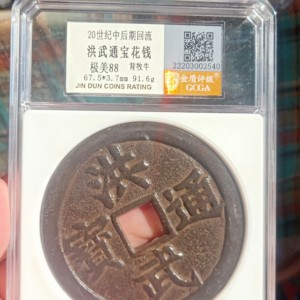 20世纪中后期回流
洪武通宝花钱
极美88 背牧牛
67.5*3.7mm 91.6g
JIN DUN COINS RATING
22203002540
金盾评级
GCGA
洪武通寳